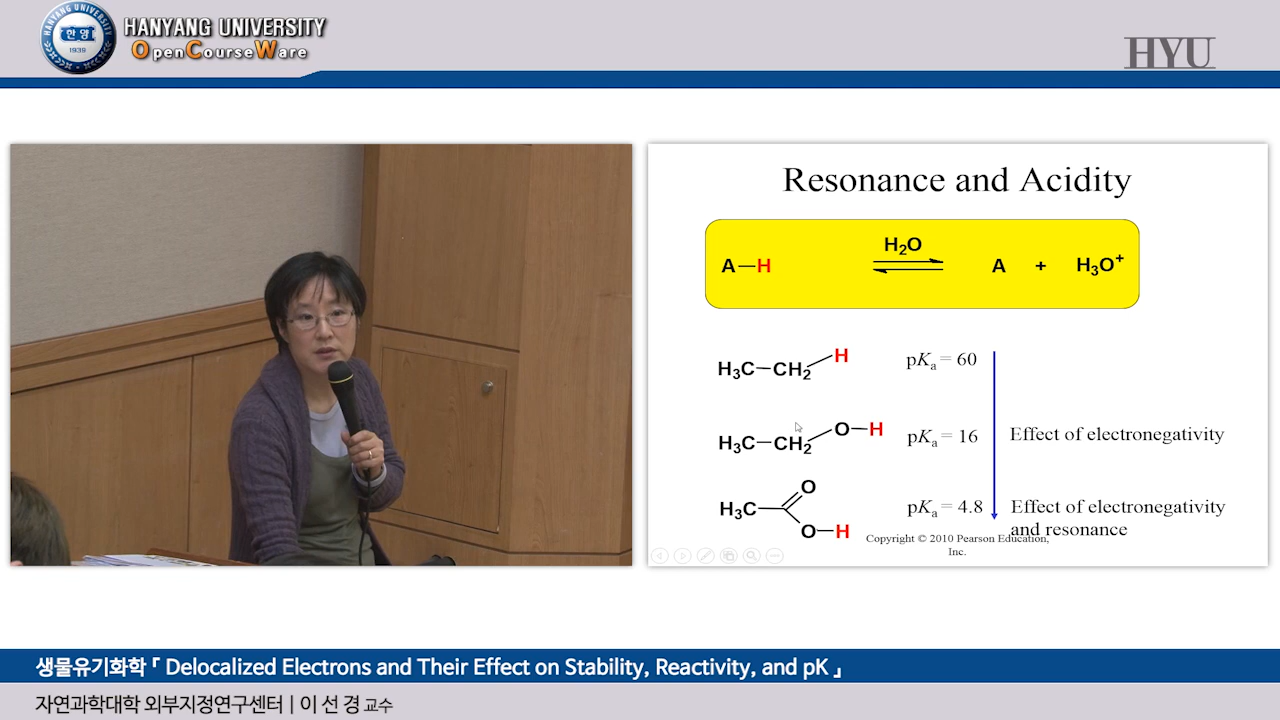 HANYANG UNIVERSITY
OpenCourseWare
한양
1939
HYU
Resonance and Acidity
H₂O
A—H
A + H₃O⁺
H₃C—CH₂
H
pKₐ = 60
H₃C—CH₂
O—H
pKₐ = 16
Effect of electronegativity
O
H₃C
O—H
pKₐ = 4.8
Effect of electronegativity
and resonance
Copyright © 2010 Pearson Education,
Inc.
생물유기화학「 Delocalized Electrons and Their Effect on Stability, Reactivity, and pK 」
자연과학대학 외부지정연구센터 | 이 선 경 교수